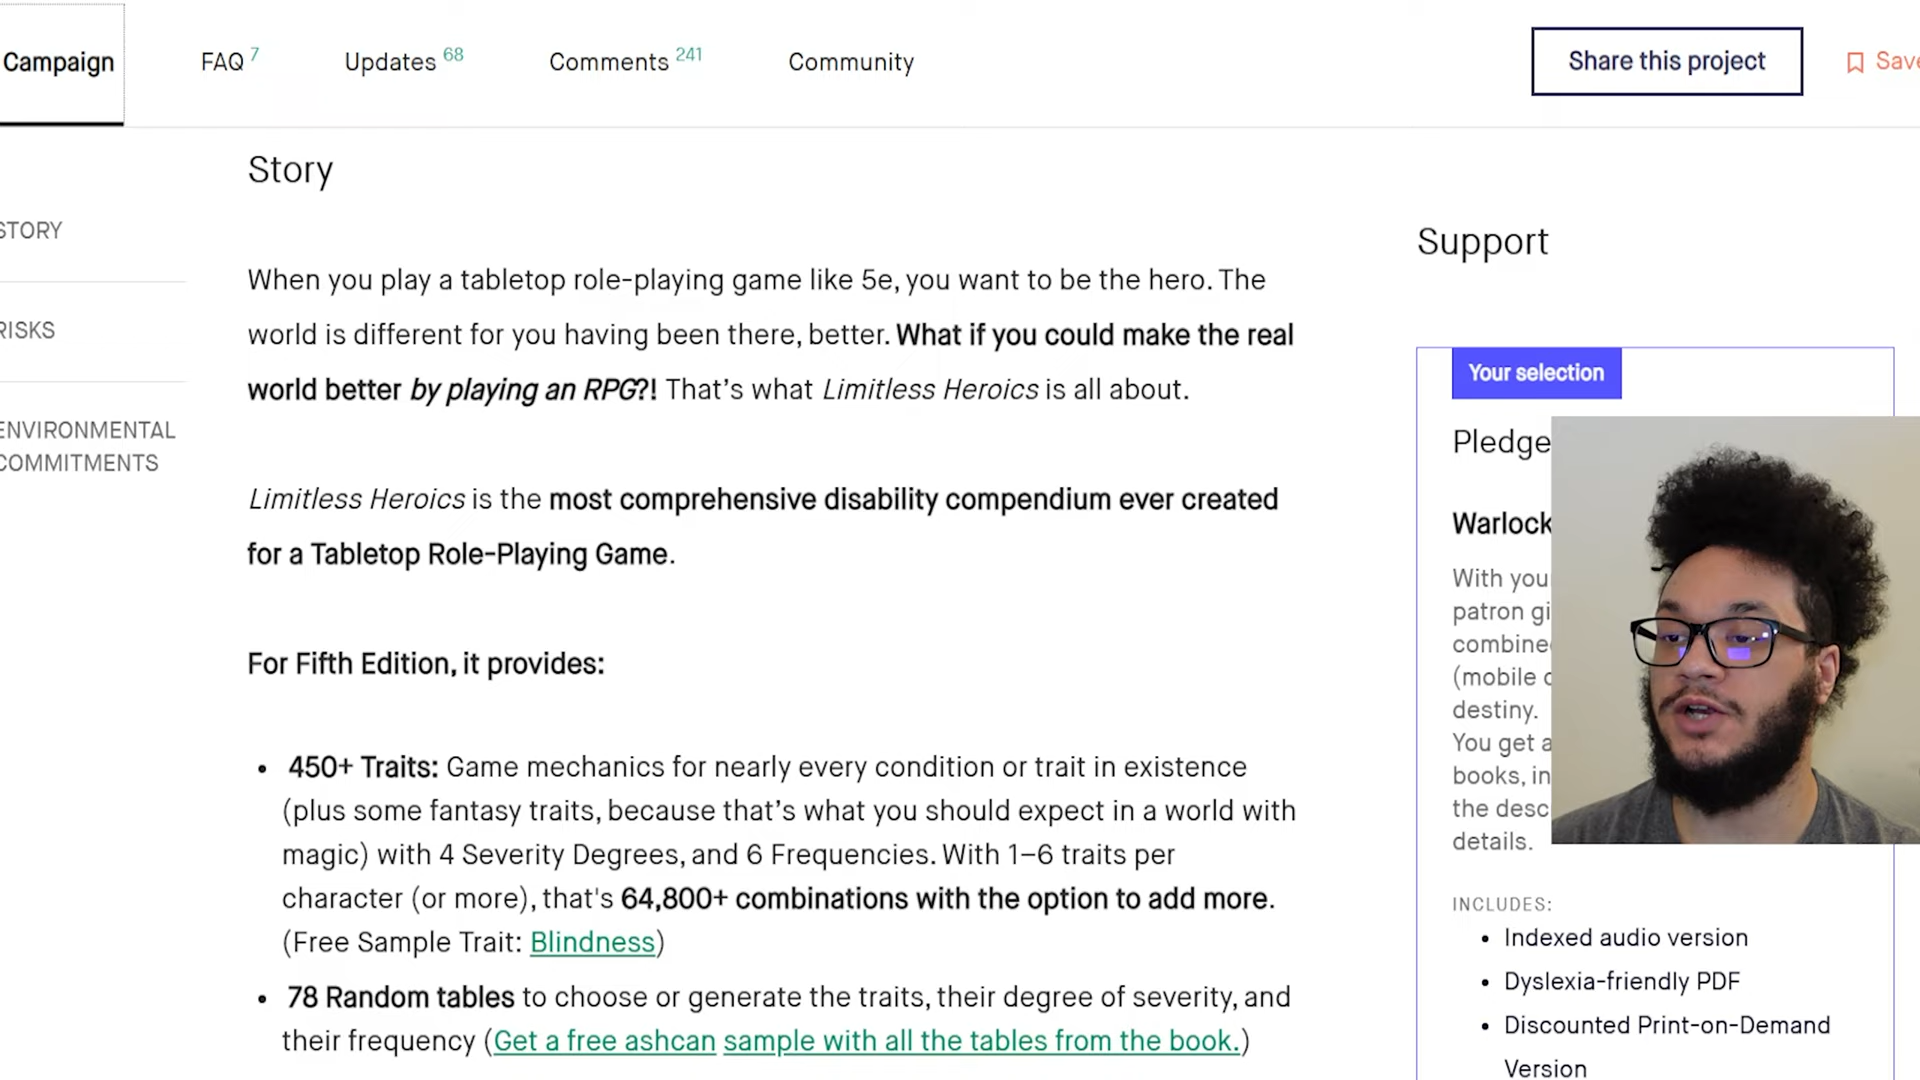 Campaign
FAQ 7
Updates 68
Comments 241
Community
Share this project
STORY
RISKS
ENVIRONMENTAL
COMMITMENTS
Story
When you play a tabletop role-playing game like 5e, you want to be the hero. The
world is different for you having been there, better. What if you could make the real
world better by playing an RPG?! That's what Limitless Heroics is all about.
Limitless Heroics is the most comprehensive disability compendium ever created
for a Tabletop Role-Playing Game.
For Fifth Edition, it provides:
• 450+ Traits: Game mechanics for nearly every condition or trait in existence
(plus some fantasy traits, because that's what you should expect in a world with
magic) with 4 Severity Degrees, and 6 Frequencies. With 1–6 traits per
character (or more), that's 64,800+ combinations with the option to add more.
(Free Sample Trait: Blindness)
• 78 Random tables to choose or generate the traits, their degree of severity, and
their frequency (Get a free ashcan sample with all the tables from the book.)
Support
Your selection
Pledge
Warlock
With you
patron
combine
(mobile
destiny.
You get
books,
the
details.
INCLUDES:
• Indexed audio version
• Dyslexia-friendly PDF
• Discounted Print-on-Demand
Version